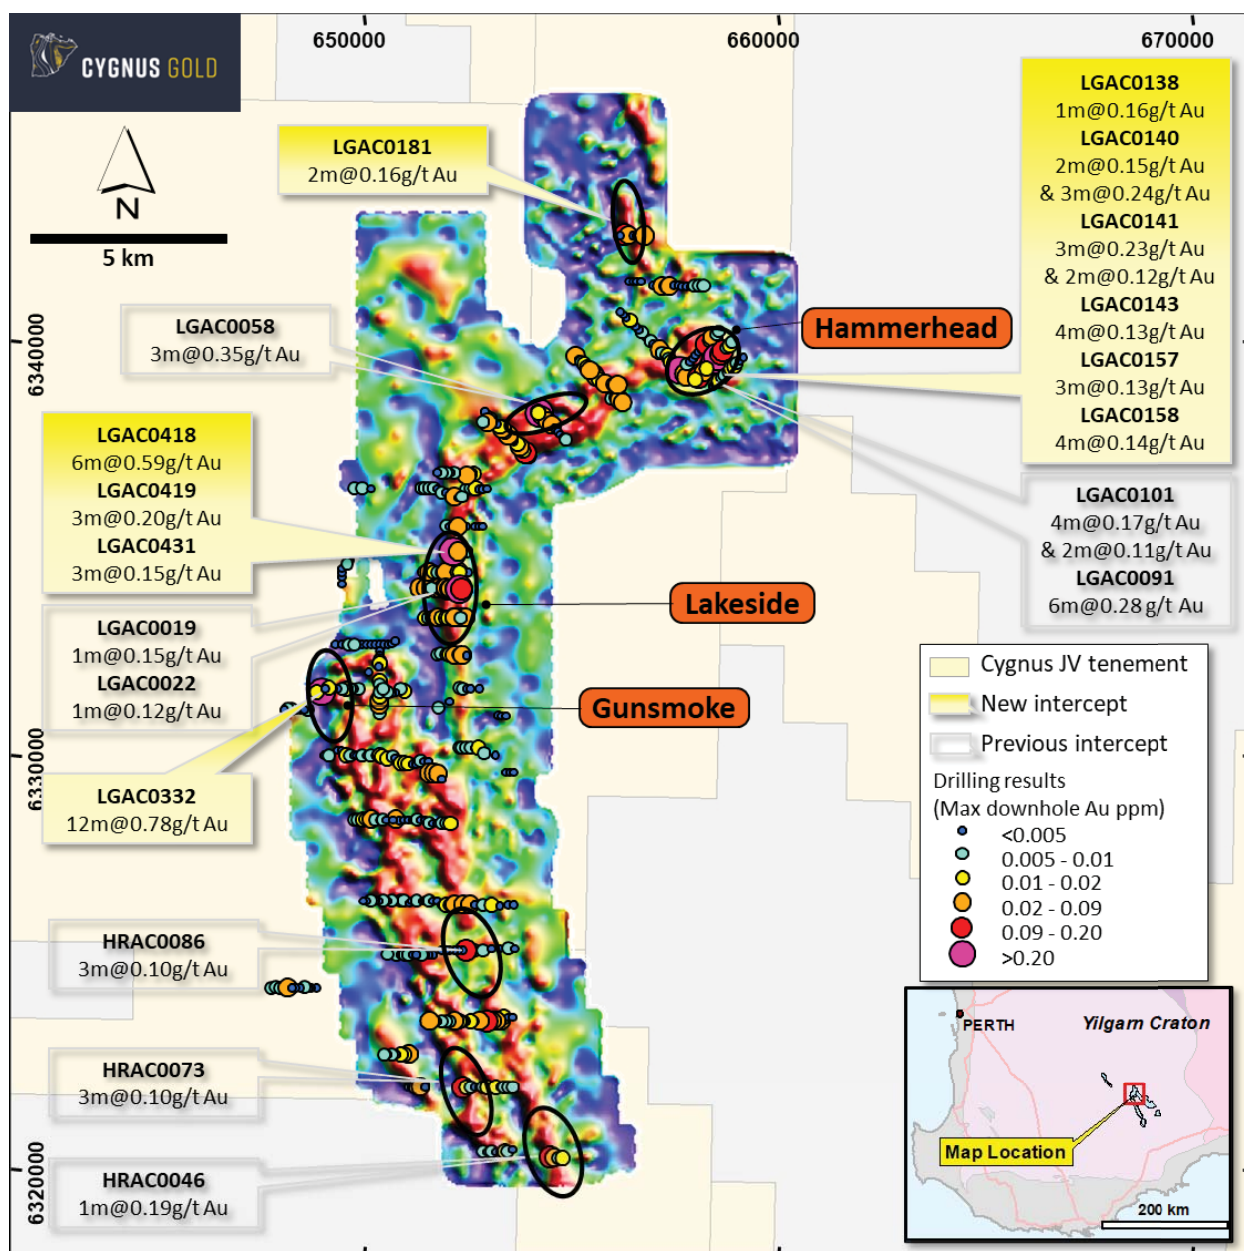 CYGNUS GOLD
650000
660000
670000
N
5 km
6340000
6330000
6320000
LGAC0181
2m@0.16g/t Au
LGAC0138
1m@0.16g/t Au
LGAC0140
2m@0.15g/t Au
& 3m@0.24g/t Au
LGAC0141
3m@0.23g/t Au
& 2m@0.12g/t Au
LGAC0143
4m@0.13g/t Au
LGAC0157
3m@0.13g/t Au
LGAC0158
4m@0.14g/t Au
LGAC0058
3m@0.35g/t Au
Hammerhead
LGAC0418
6m@0.59g/t Au
LGAC0419
3m@0.20g/t Au
LGAC0431
3m@0.15g/t Au
LGAC0101
4m@0.17g/t Au
& 2m@0.11g/t Au
LGAC0091
6m@0.28 g/t Au
Lakeside
LGAC0019
1m@0.15g/t Au
LGAC0022
1m@0.12g/t Au
Gunsmoke
LGAC0332
12m@0.78g/t Au
HRAC0086
3m@0.10g/t Au
HRAC0073
3m@0.10g/t Au
HRAC0046
1m@0.19g/t Au
Cygnus JV tenement
New intercept
Previous intercept
Drilling results
(Max downhole Au ppm)
<0.005
0.005 - 0.01
0.01 - 0.02
0.02 - 0.09
0.09 - 0.20
>0.20
PERTH
Yilgarn Craton
Map Location
200 km